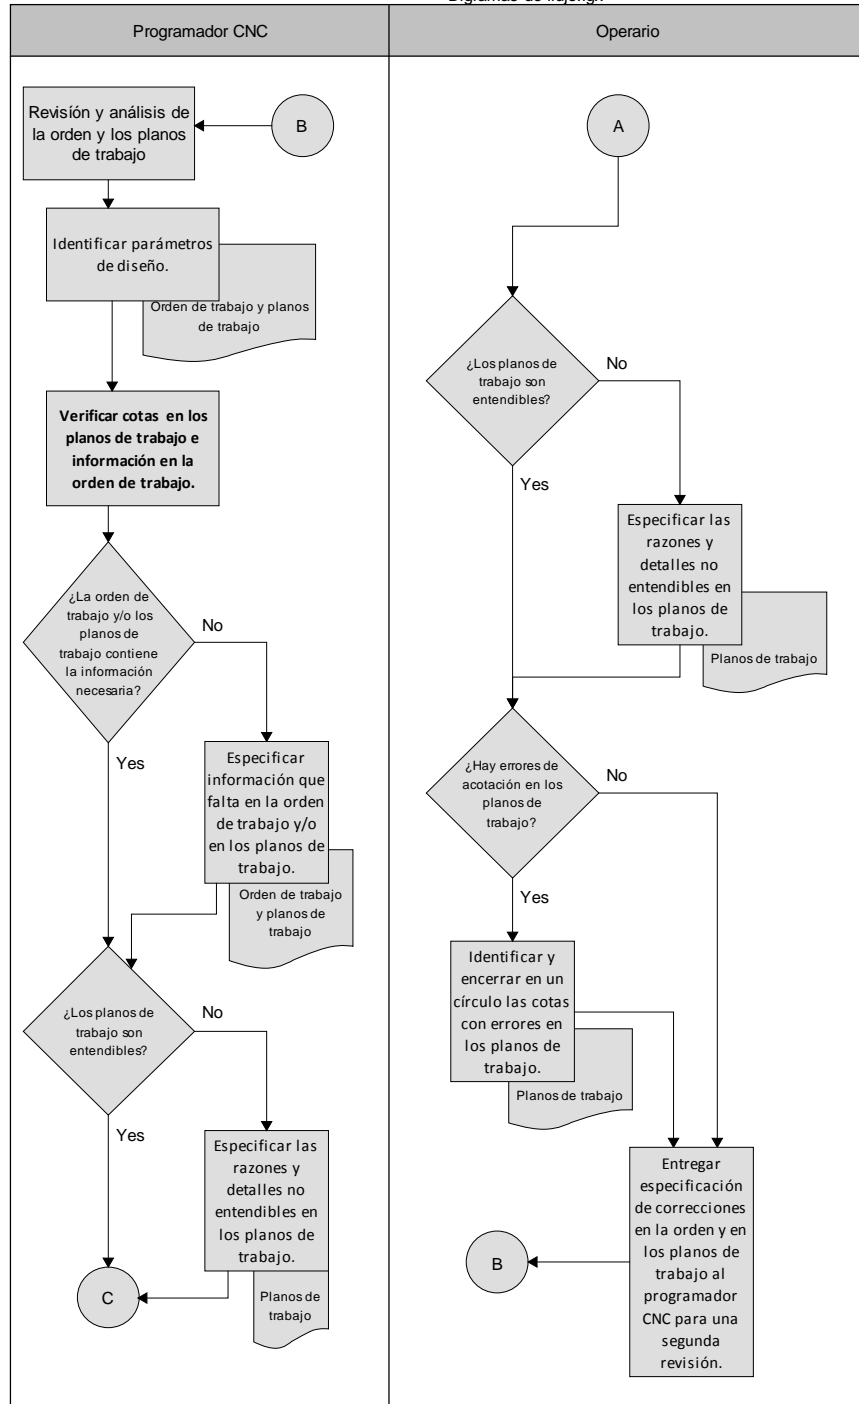 Programador CNC
Operario
Revisión y análisis de
la orden y los planos
de trabajo
B
Identificar parámetros
de diseño.
Orden de trabajo y planos
de trabajo
Verificar cotas en los
planos de trabajo e
información en la
orden de trabajo.
¿La orden de
trabajo y/o los
planos de
trabajo contiene
la información
necesaria?
No
Yes
Especificar
información que
falta en la orden
de trabajo y/o
en los planos de
trabajo.
Orden de trabajo
y planos de
trabajo
¿Los planos de
trabajo son
entendibles?
No
Yes
Especificar las
razones y
detalles no
entendibles en
los planos de
trabajo.
Planos de
trabajo
C
A
¿Los planos de
trabajo son
entendibles?
No
Yes
Especificar las
razones y
detalles no
entendibles en
los planos de
trabajo.
Planos de trabajo
¿Hay errores de
acotación en los
planos de
trabajo?
No
Yes
Identificar y
encerrar en un
círculo las cotas
con errores en
los planos de
trabajo.
Planos de trabajo
Entregar
especificación
de correcciones
en la orden y en
los planos de
trabajo al
programador
CNC para una
segunda
revisión.
B